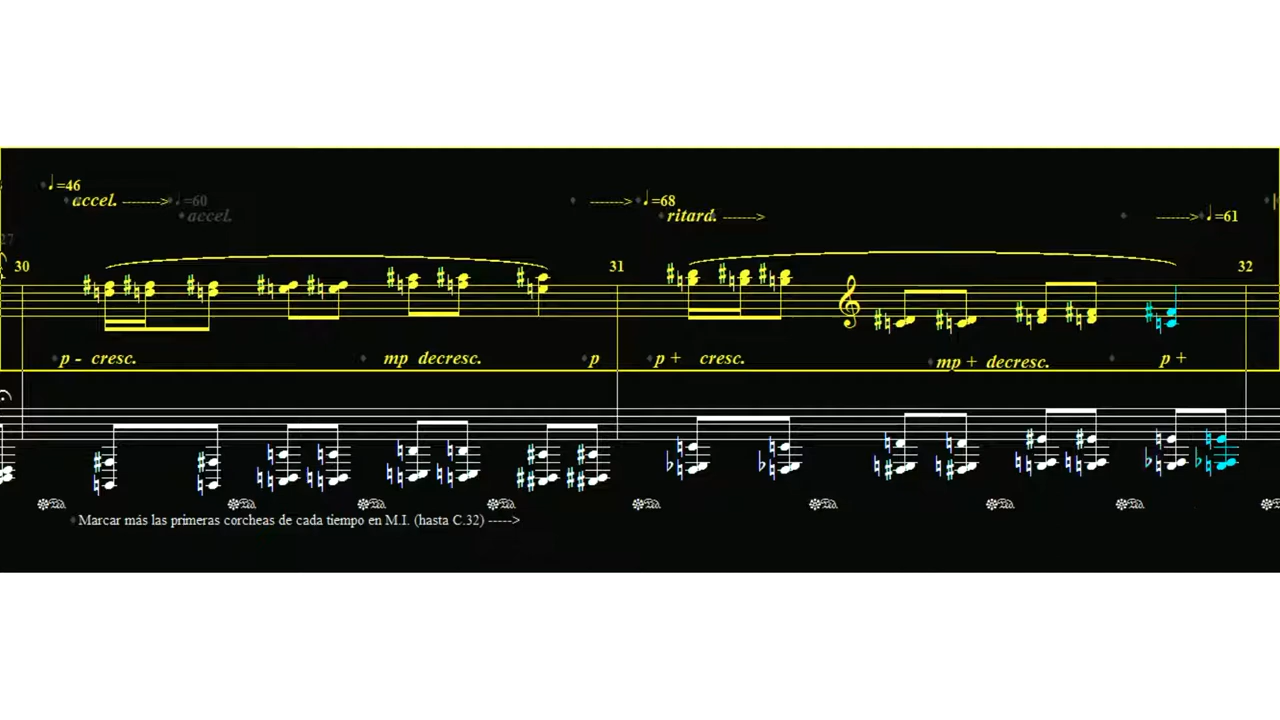 ♩=46
accel. -------->
♩=60
accel.
------->
♩=68
ritard. ------>
------>
♩=61
27
30
31
32
p - cresc.
mp decresc.
p
p + cresc.
mp + decresc.
p +
Marcar más las primeras corcheas de cada tiempo en M.I. (hasta C.32) ----->